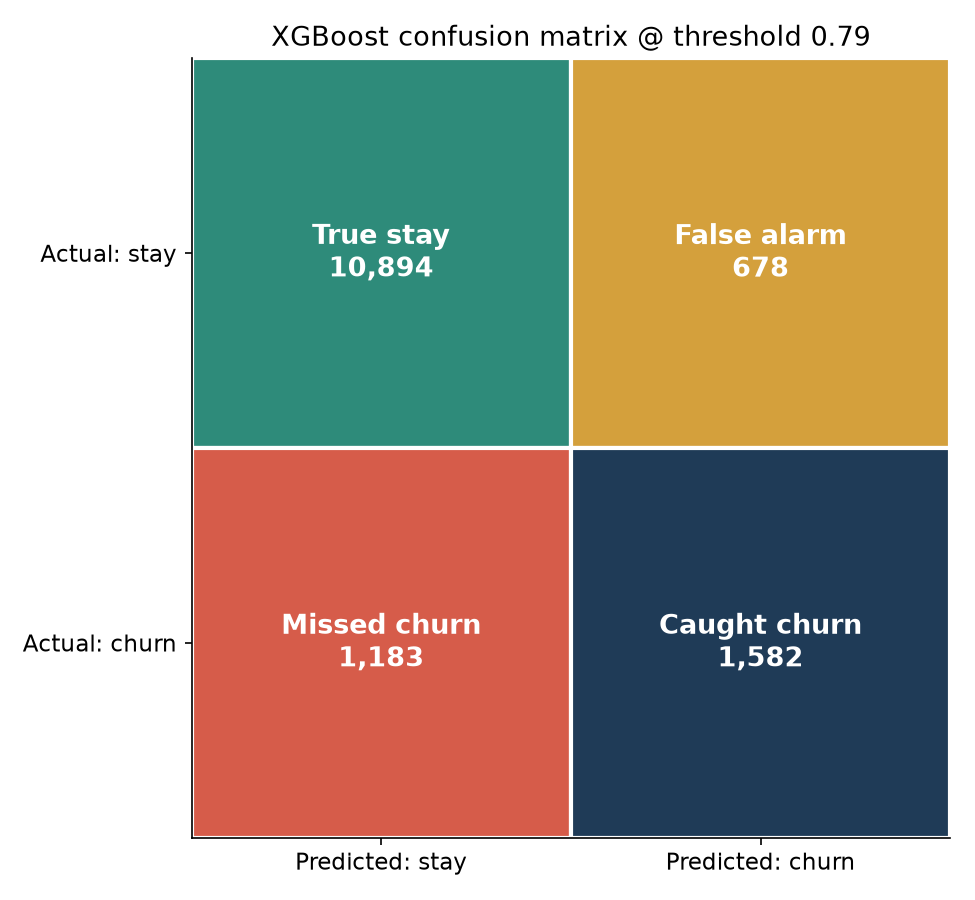 XGBoost confusion matrix @ threshold 0.79
Actual: stay
True stay
10,894
False alarm
678
Actual: churn
Missed churn
1,183
Caught churn
1,582
Predicted: stay
Predicted: churn